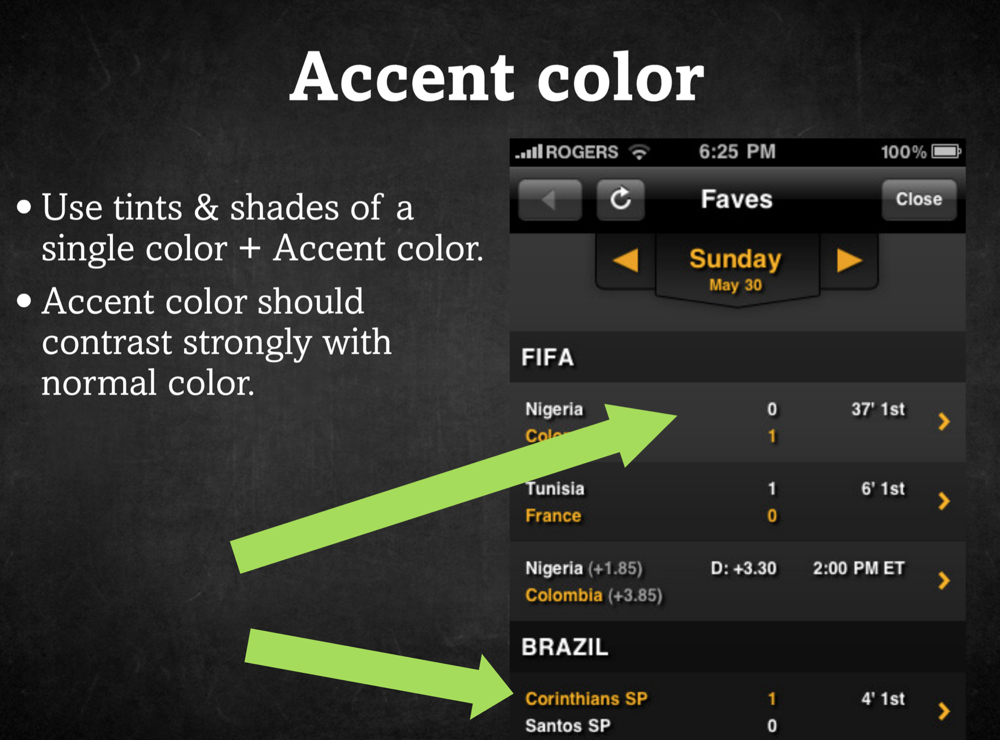 Accent color
• Use tints & shades of a
single color + Accent color.
• Accent color should
contrast strongly with
normal color.
ROGERS 6:25 PM 100%
Faves Close
Sunday
May 30
FIFA
Nigeria 0 37' 1st
1
Tunisia 1 6' 1st
France 0
Nigeria (+1.85) D: +3.30 2:00 PM ET
Colombia (+3.85)
BRAZIL
Corinthians SP 1 4' 1st
Santos SP 0